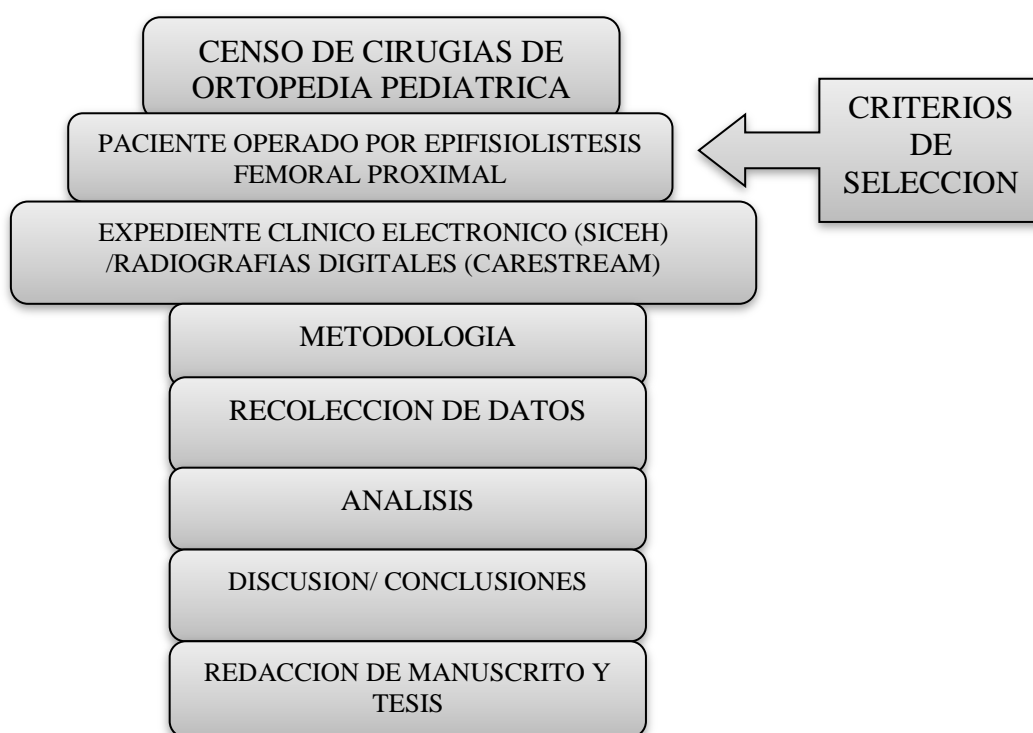 CENSO DE CIRUGIAS DE
ORTOPEDIA PEDIATRICA
PACIENTE OPERADO POR EPIFISIOLISTESIS
FEMORAL PROXIMAL
CRITERIOS
DE
SELECCION
EXPEDIENTE CLINICO ELECTRONICO (SICEH)
/RADIOGRAFIAS DIGITALES (CARESTREAM)
METODOLOGIA
RECOLECCION DE DATOS
ANALISIS
DISCUSION/ CONCLUSIONES
REDACCION DE MANUSCRITO Y
TESIS